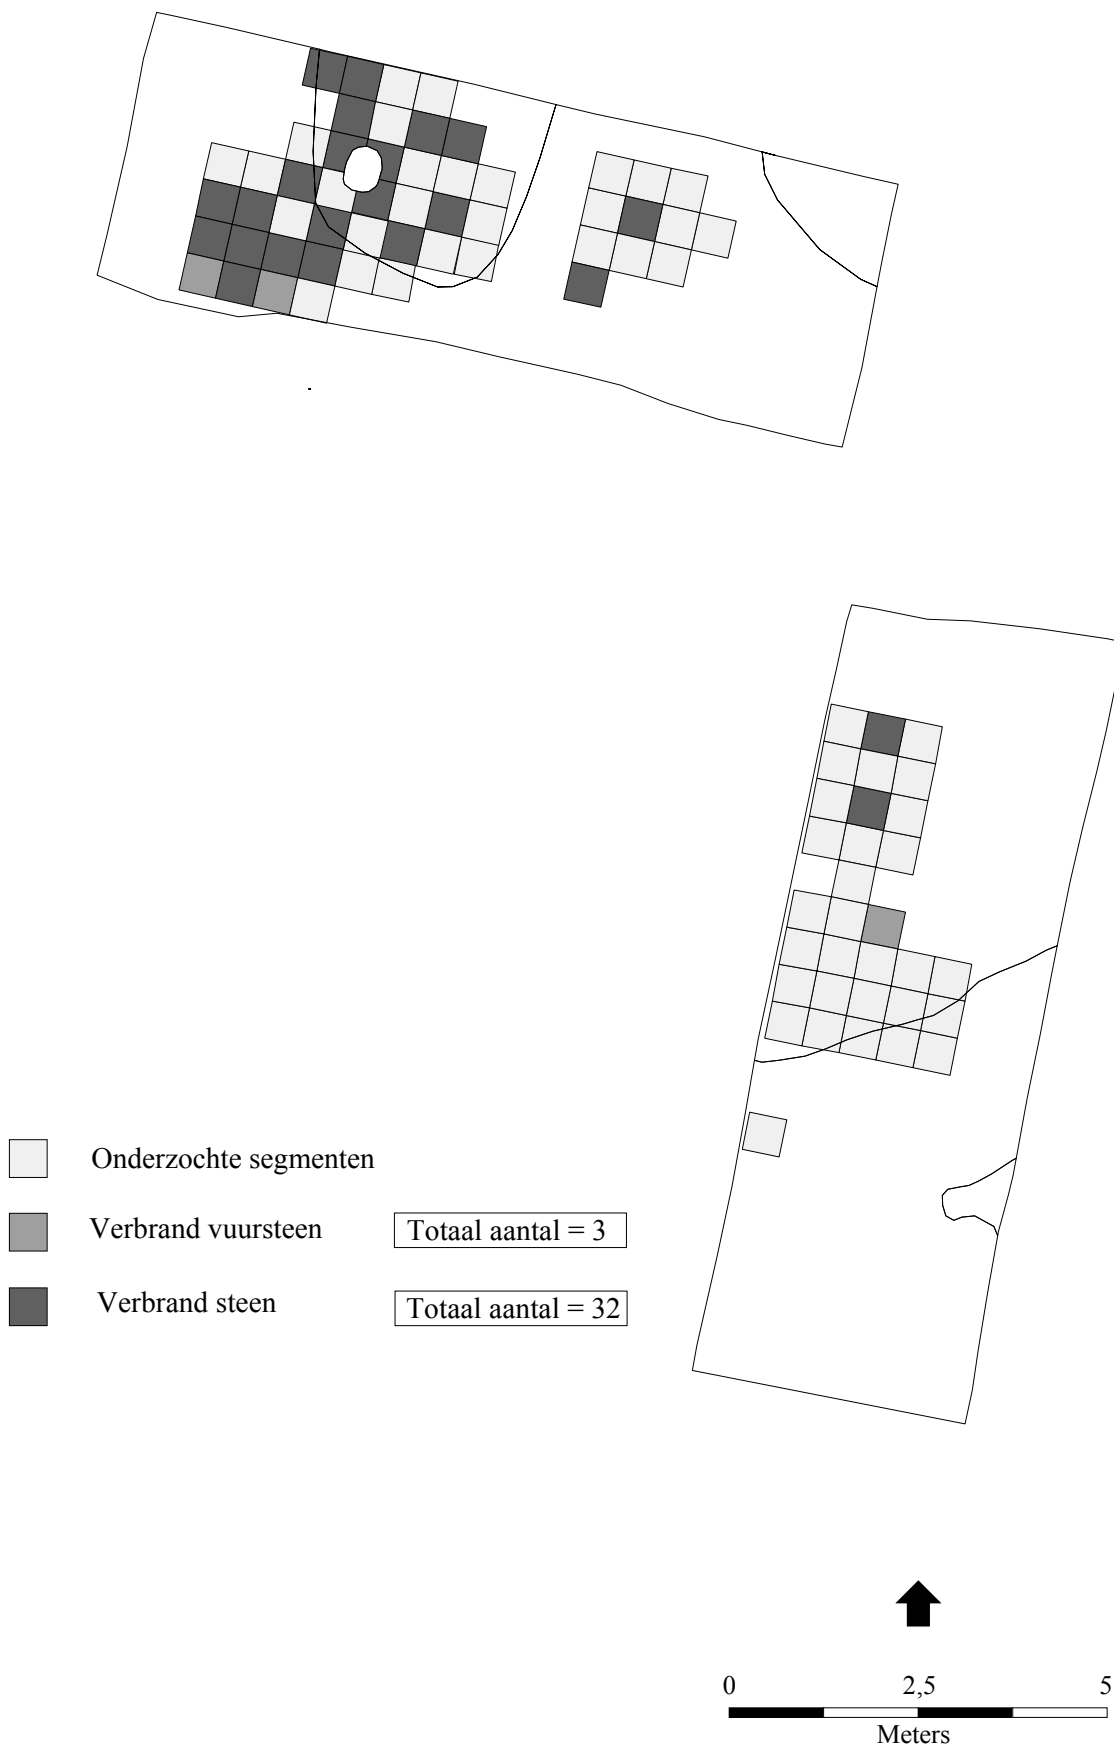 Onderzochte segmenten
Verbrand vuursteen Totaal aantal = 3
Verbrand steen Totaal aantal = 32
0 2,5 5
Meters